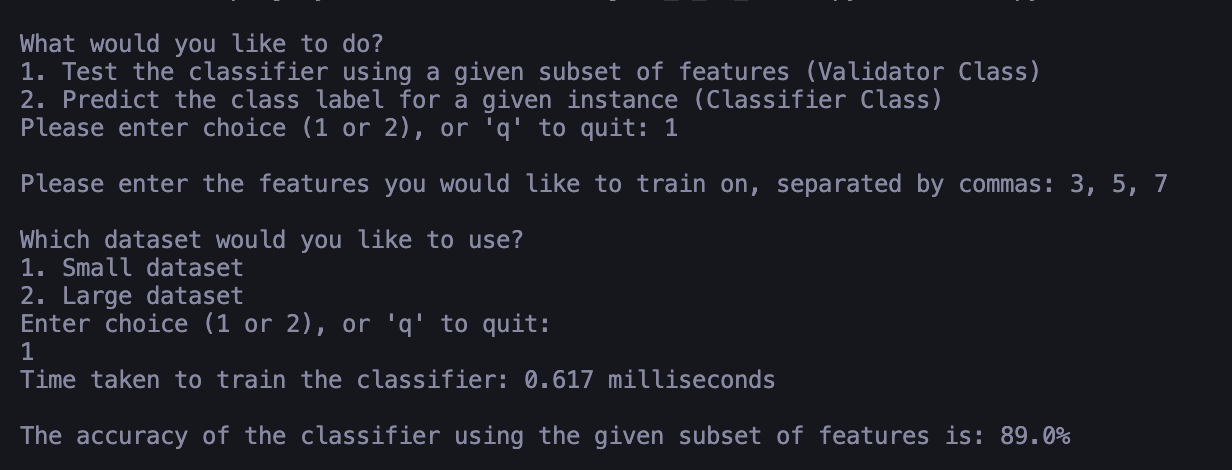 What would you like to do?
1. Test the classifier using a given subset of features (Validator Class)
2. Predict the class label for a given instance (Classifier Class)
Please enter choice (1 or 2), or 'q' to quit: 1
Please enter the features you would like to train on, separated by commas: 3, 5, 7
Which dataset would you like to use?
1. Small dataset
2. Large dataset
Enter choice (1 or 2), or 'q' to quit:
1
Time taken to train the classifier: 0.617 milliseconds
The accuracy of the classifier using the given subset of features is: 89.0%